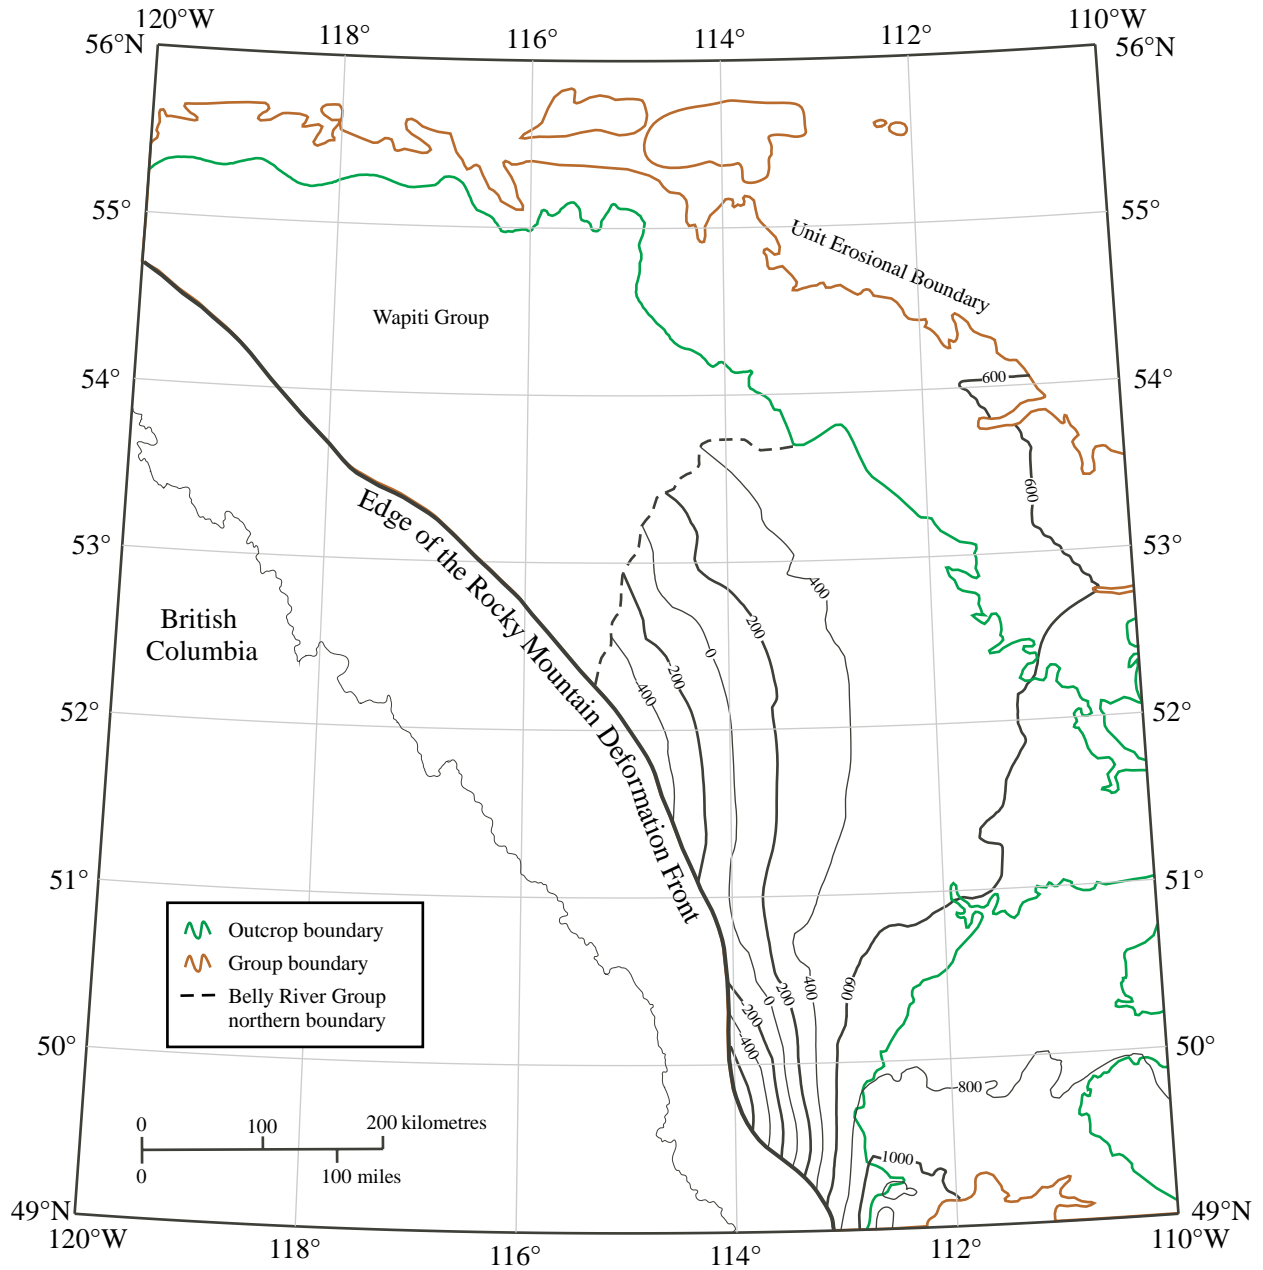 120°W
118°
116°
114°
112°
110°W
56°N
56°N
55°
55°
Unit Erosional Boundary
Wapiti Group
54°
54°
600
600
53°
53°
Edge of the Rocky Mountain Deformation Front
British
Columbia
400
200
0
-200
-400
52°
52°
51°
51°
Outcrop boundary
Group boundary
Belly River Group
northern boundary
600
400
200
0
-200
-400
50°
50°
800
0
100
200 kilometres
0
100 miles
1000
49°N
49°N
120°W
118°
116°
114°
112°
110°W